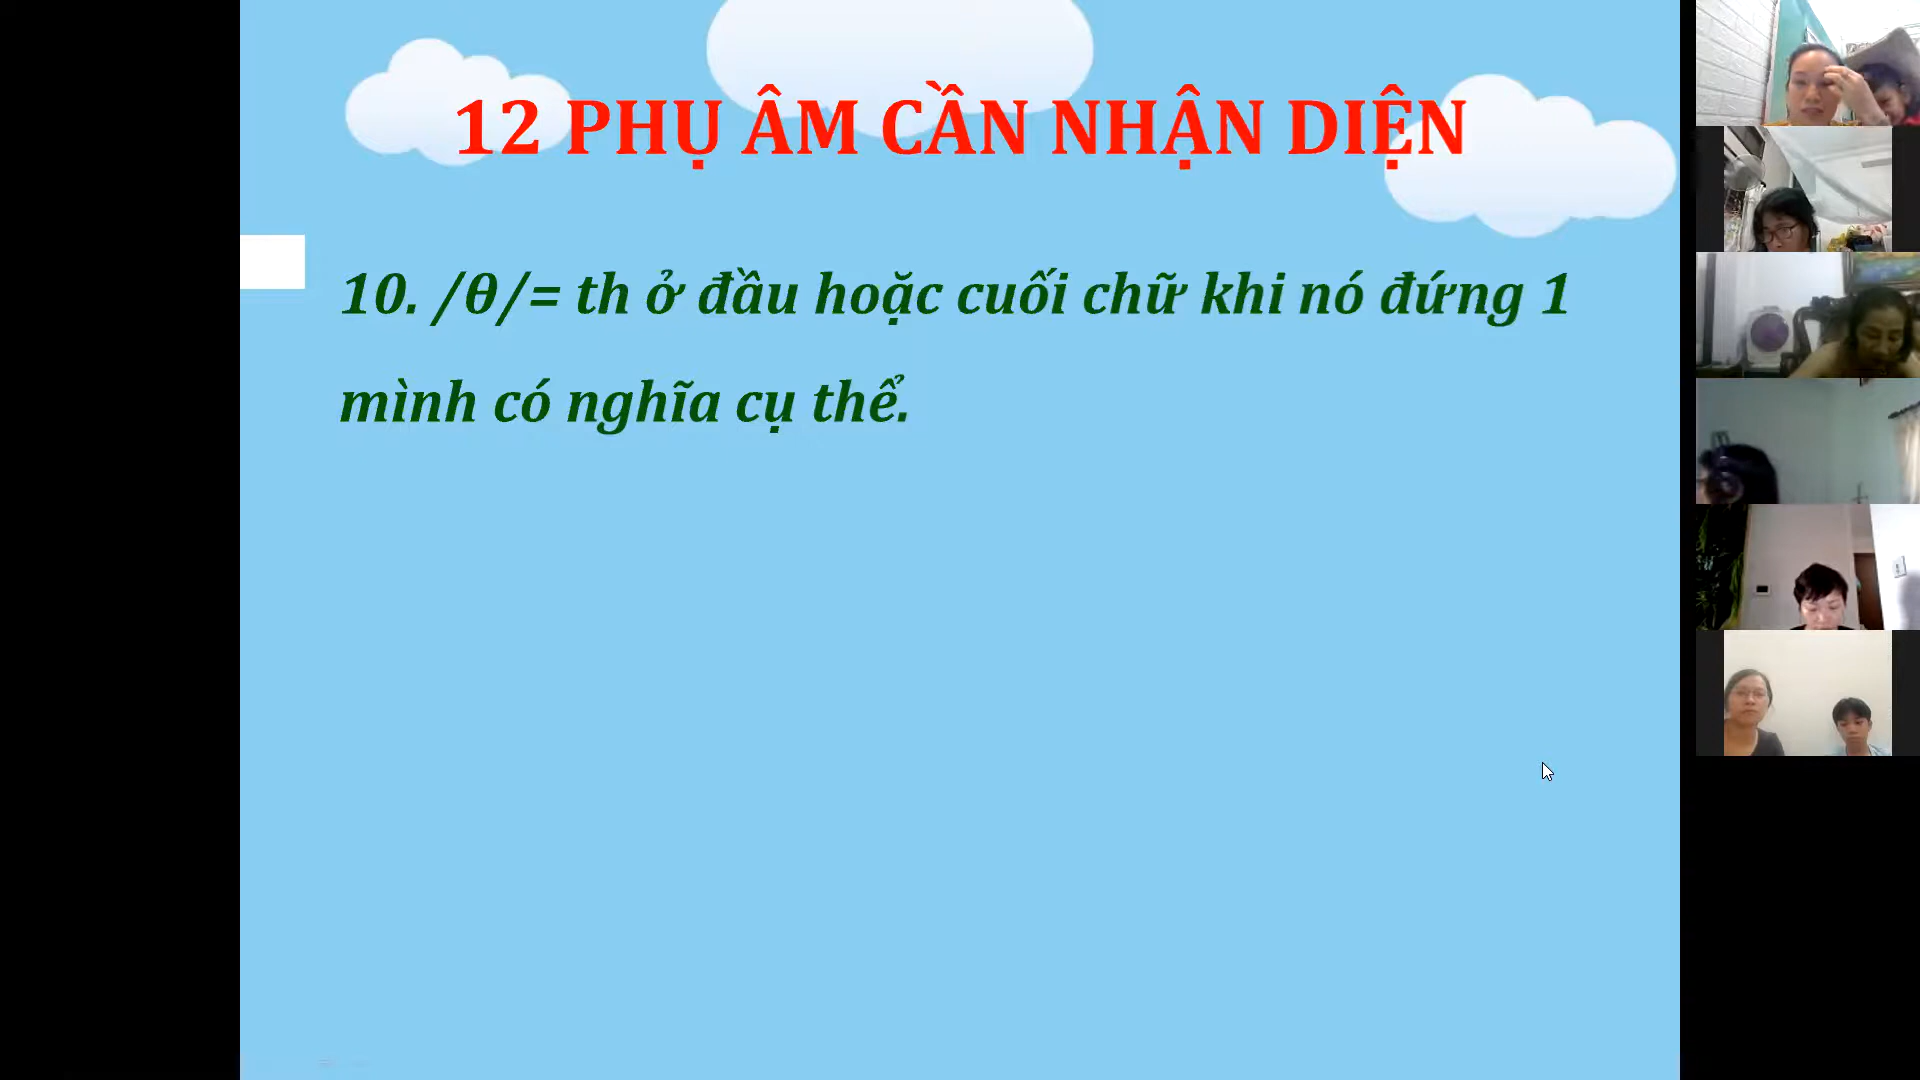 12 PHỤ ÂM CẦN NHẬN DIỆN
10. /θ/= th ở đầu hoặc cuối chữ khi nó đứng 1
mình có nghĩa cụ thể.